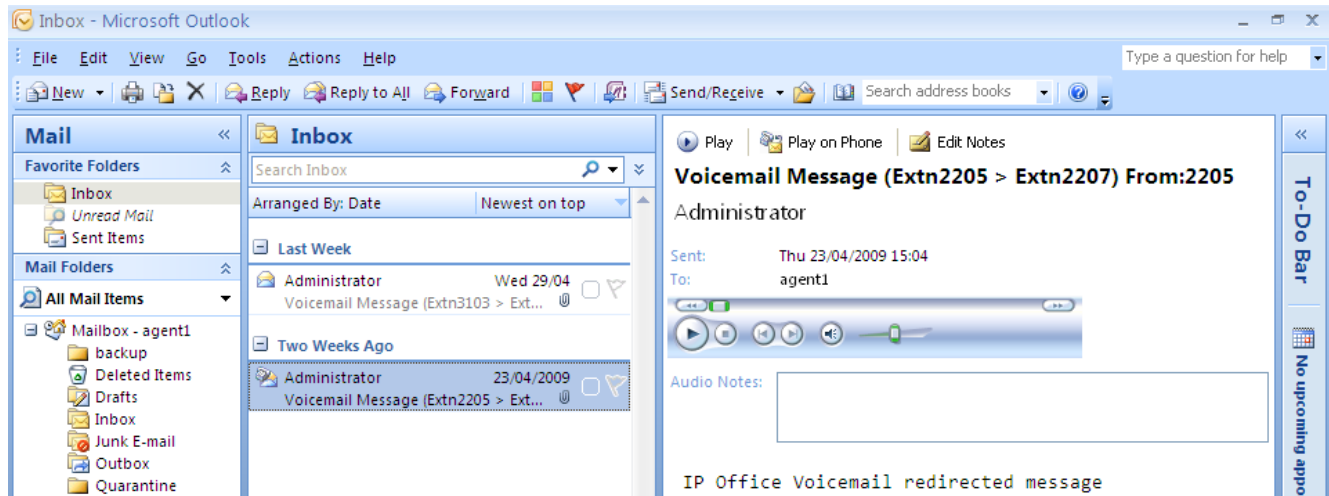 Inbox - Microsoft Outlook
File Edit View Go Tools Actions Help
Type a question for help
New Reply Reply to All Forward Send/Receive Search address books
Mail
Favorite Folders
Inbox
Unread Mail
Sent Items
Mail Folders
All Mail Items
Mailbox - agent1
backup
Deleted Items
Drafts
Inbox
Junk E-mail
Outbox
Quarantine
Inbox
Search Inbox
Arranged By: Date Newest on top
Last Week
Administrator Wed 29/04
Voicemail Message (Extn3103 > Ext...
Two Weeks Ago
Administrator 23/04/2009
Voicemail Message (Extn2205 > Ext...
Play Play on Phone Edit Notes
Voicemail Message (Extn2205 > Extn2207) From:2205
Administrator
Sent: Thu 23/04/2009 15:04
To: agent1
Audio Notes:
IP Office Voicemail redirected message
To-Do Bar
No upcoming appo